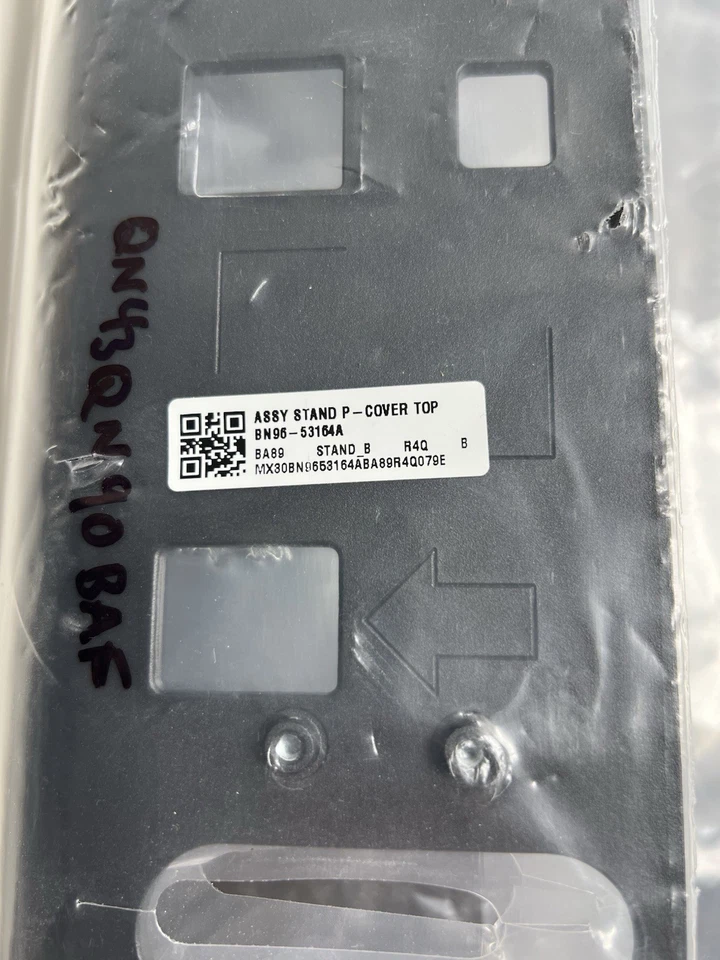 QN43QN90BAF
ASSY STAND P-COVER TOP
BN96-53164A
BA89 STAND_B R4Q B
MX30BN9653164ABA89R4Q079E